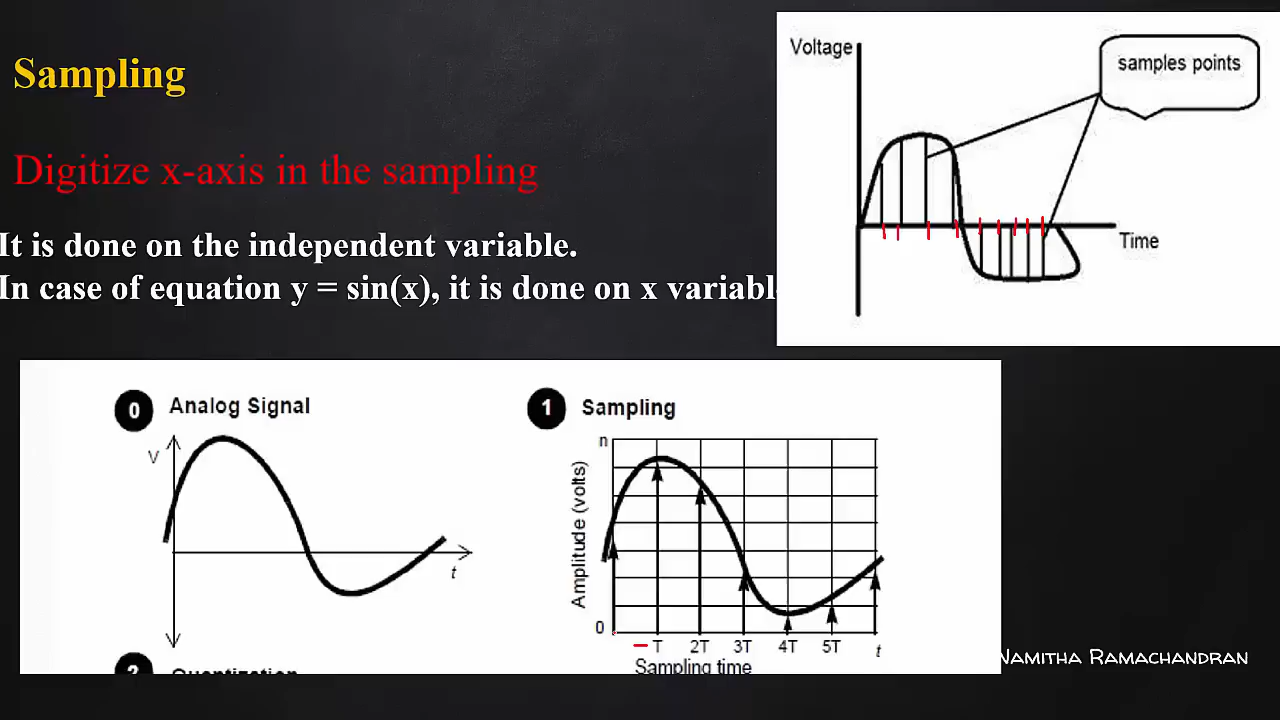 Sampling
Digitize x-axis in the sampling
It is done on the independent variable.
In case of equation y = sin(x), it is done on x
Voltage
samples points
Time
0 Analog Signal
V
t
1 Sampling
n
Amplitude (volts)
0
T 2T 3T 4T 5T t
Sampling time
Namitha Ramachandran